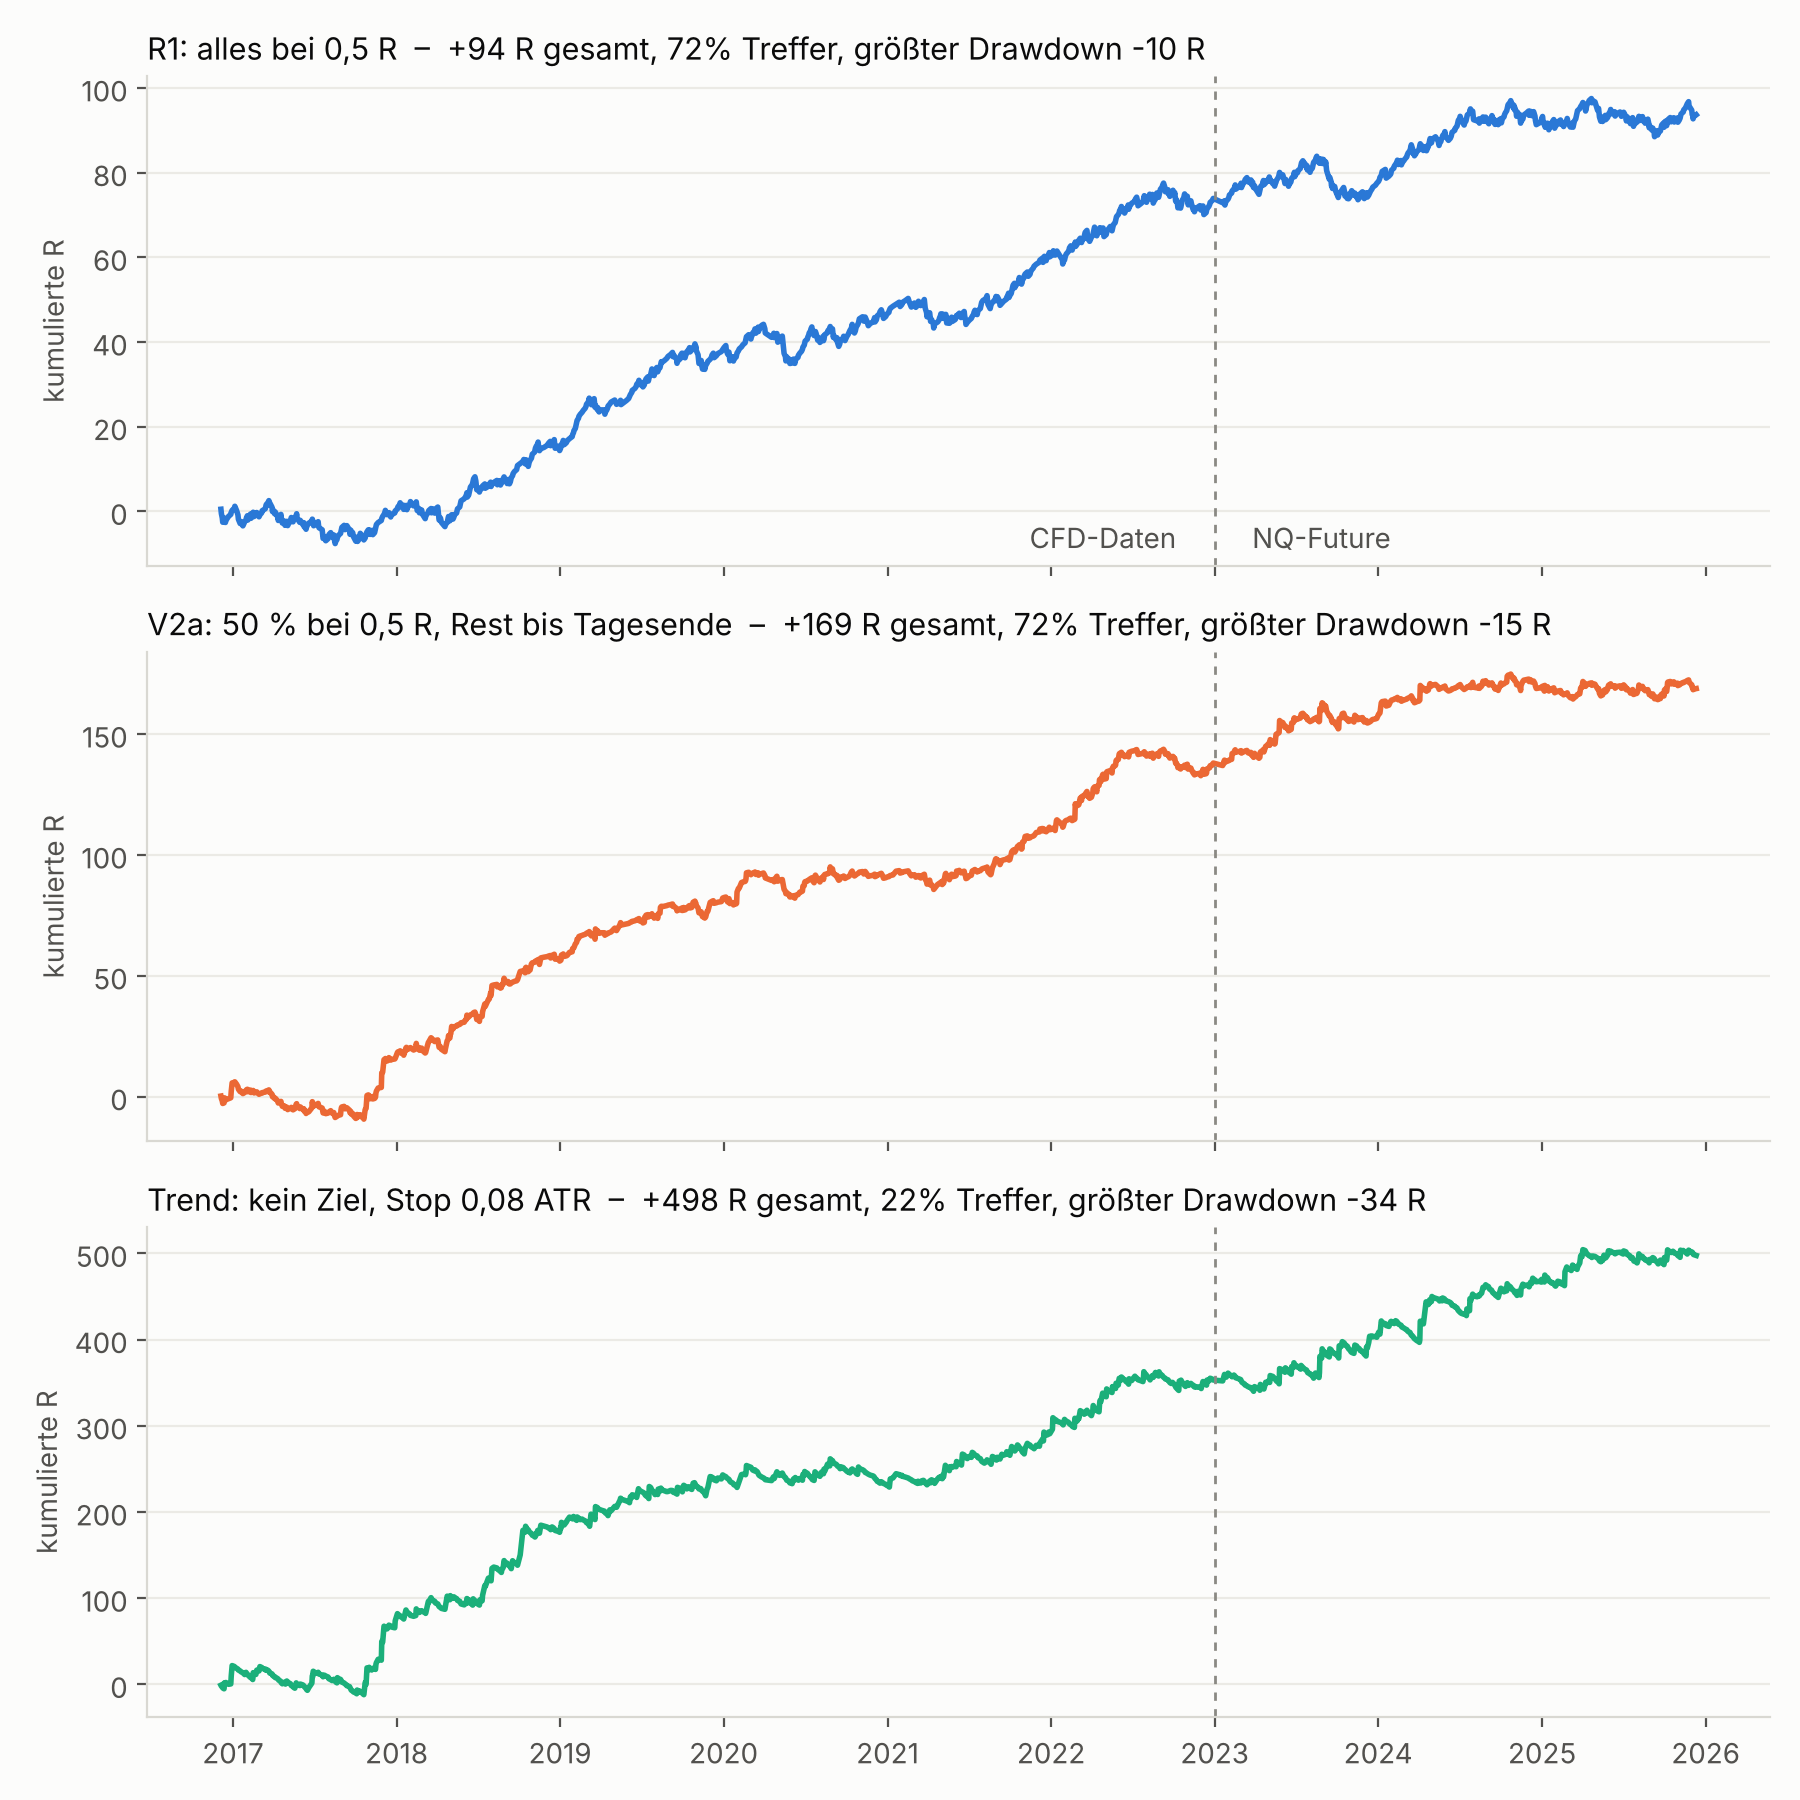 R1: alles bei 0,5 R – +94 R gesamt, 72% Treffer, größter Drawdown -10 R
100
80
60
40
20
0
kumulierte R
CFD-Daten
NQ-Future
V2a: 50 % bei 0,5 R, Rest bis Tagesende – +169 R gesamt, 72% Treffer, größter Drawdown -15 R
150
100
50
0
kumulierte R
Trend: kein Ziel, Stop 0,08 ATR – +498 R gesamt, 22% Treffer, größter Drawdown -34 R
500
400
300
200
100
0
kumulierte R
2017 2018 2019 2020 2021 2022 2023 2024 2025 2026